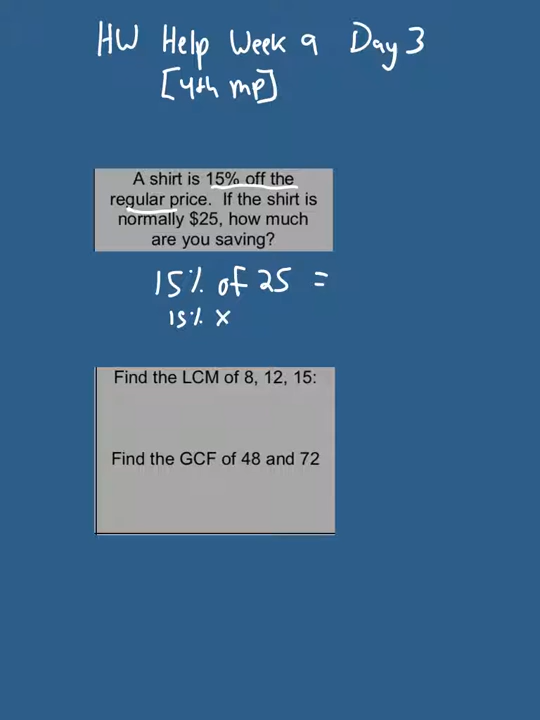 HW Help Week 9 Day 3
[4th mp]
A shirt is 15% off the
regular price. If the shirt is
normally $25, how much
are you saving?
15% of 25 =
15% x
Find the LCM of 8, 12, 15:
Find the GCF of 48 and 72